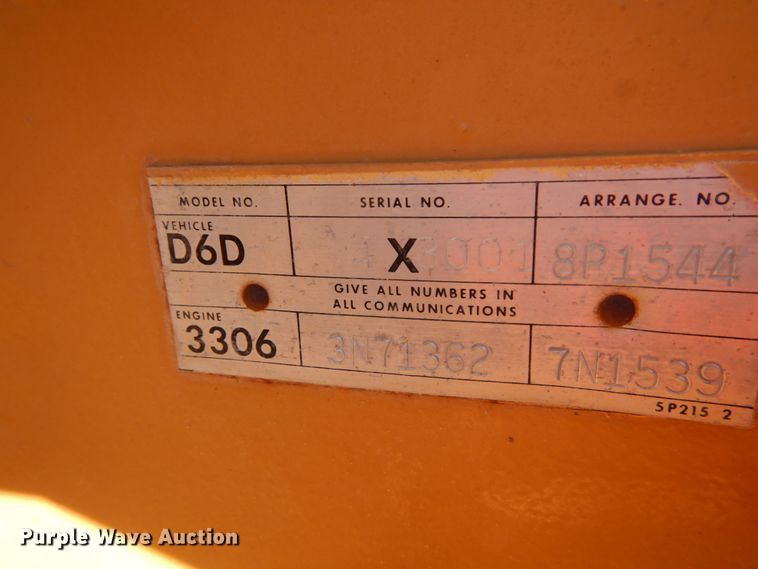 MODEL NO. SERIAL NO. ARRANGE. NO.
VEHICLE
D6D X 3001 8P1544
GIVE ALL NUMBERS IN
ALL COMMUNICATIONS
ENGINE
3306 3N71362 7N1539
5P215 2
Purple Wave Auction